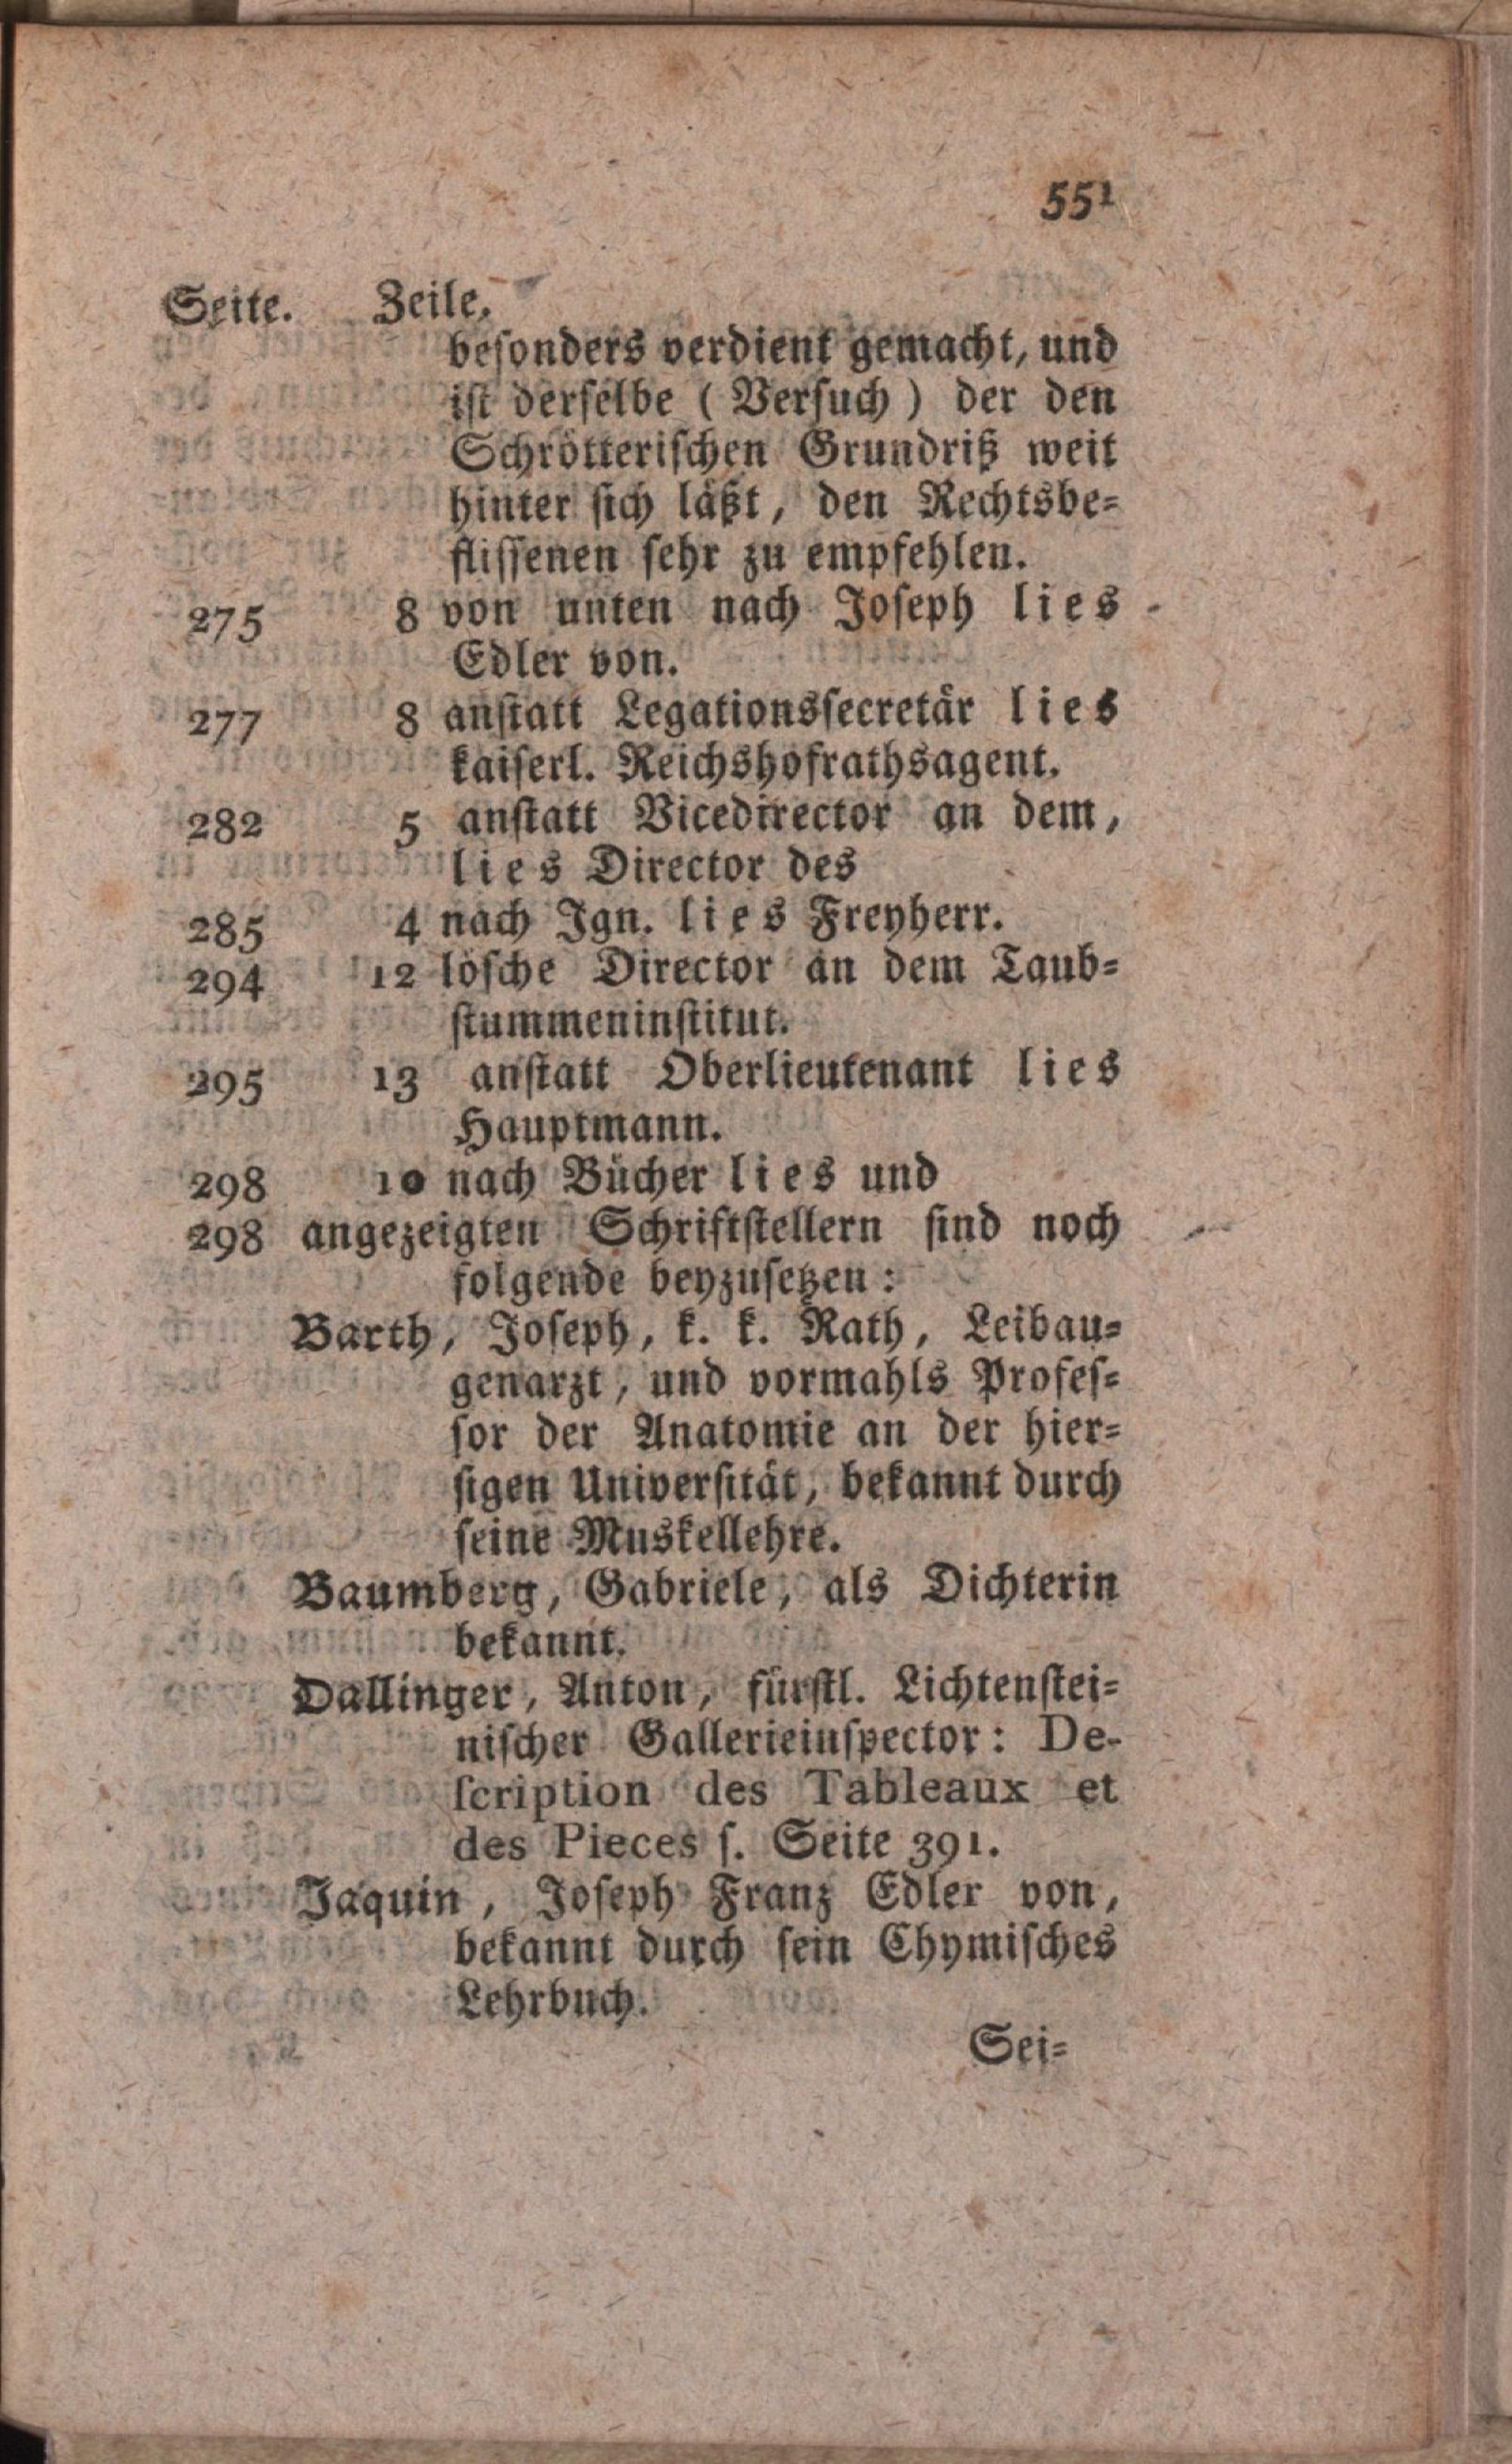 551
Seite. Zeile.
beſonders verdient gemacht, und
iſt derſelbe (Verſuch) der den
Schrötteriſchen Grundriß weit
hinter ſich läßt, den Rechtsbe-
fliſſenen ſehr zu empfehlen.
275 8 von unten nach Joſeph lies
Edler von.
277 8 anſtatt Legationsſecretär lies
kaiſerl. Reichshofrathsagent.
282 5 anſtatt Vicedirector an dem,
lies Director des
285 4 nach Ign. lies Freyherr.
294 12 löſche Director an dem Taub-
ſtummeninſtitut.
295 13 anſtatt Oberlieutenant lies
Hauptmann.
298 10 nach Bücher lies und
298 angezeigten Schriftſtellern ſind noch
folgende beyzuſetzen:
Barth, Joſeph, k. k. Rath, Leibau-
genarzt, und vormahls Profeſ-
ſor der Anatomie an der hier-
ſigen Univerſität, bekannt durch
ſeine Muskellehre.
Baumberg, Gabriele, als Dichterin
bekannt.
Dallinger, Anton, fürſtl. Lichtenſtei-
niſcher Gallerieinſpector: De-
ſcription des Tableaux et
des Pieces ſ. Seite 391.
Jaquin, Joſeph Franz Edler von,
bekannt durch ſein Chymiſches
Lehrbuch.
Sei-